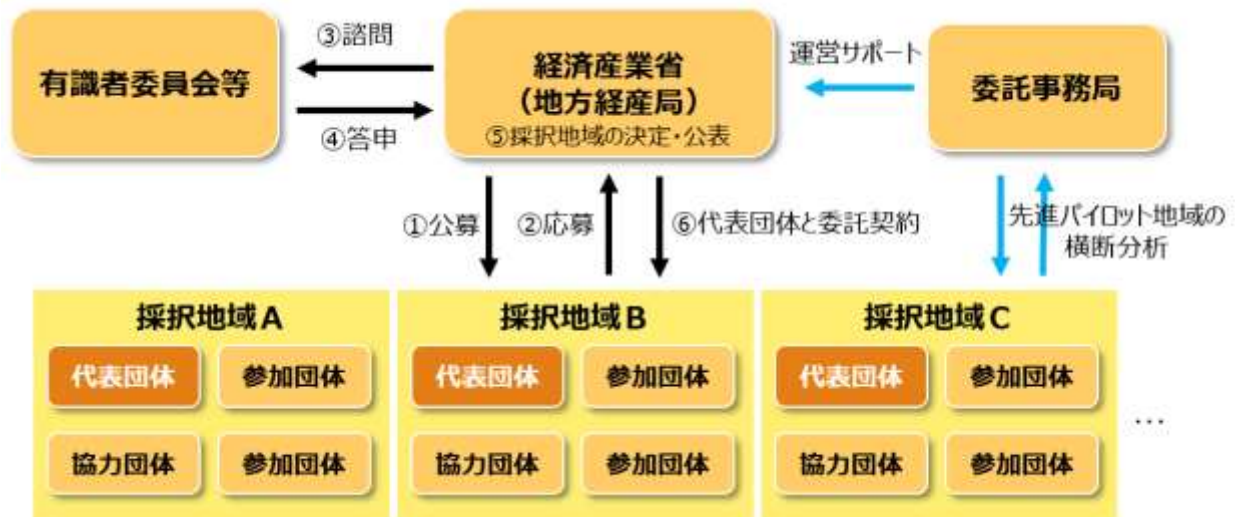 ③諮問
有識者委員会等
④答申
経済産業省
（地方経産局）
⑤採択地域の決定・公表
運営サポート
委託事務局
①公募
②応募
⑥代表団体と委託契約
先進パイロット地域の
横断分析
採択地域A
代表団体
参加団体
協力団体
参加団体
採択地域B
代表団体
参加団体
協力団体
参加団体
採択地域C
代表団体
参加団体
協力団体
参加団体
…